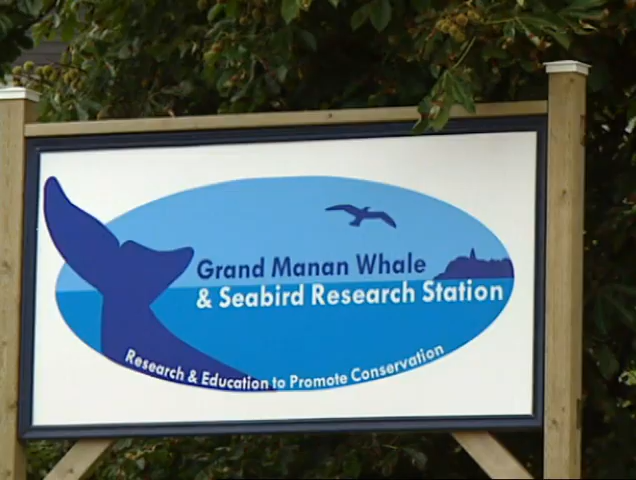 Grand Manan Whale
& Seabird Research Station
Research & Education to Promote Conservation